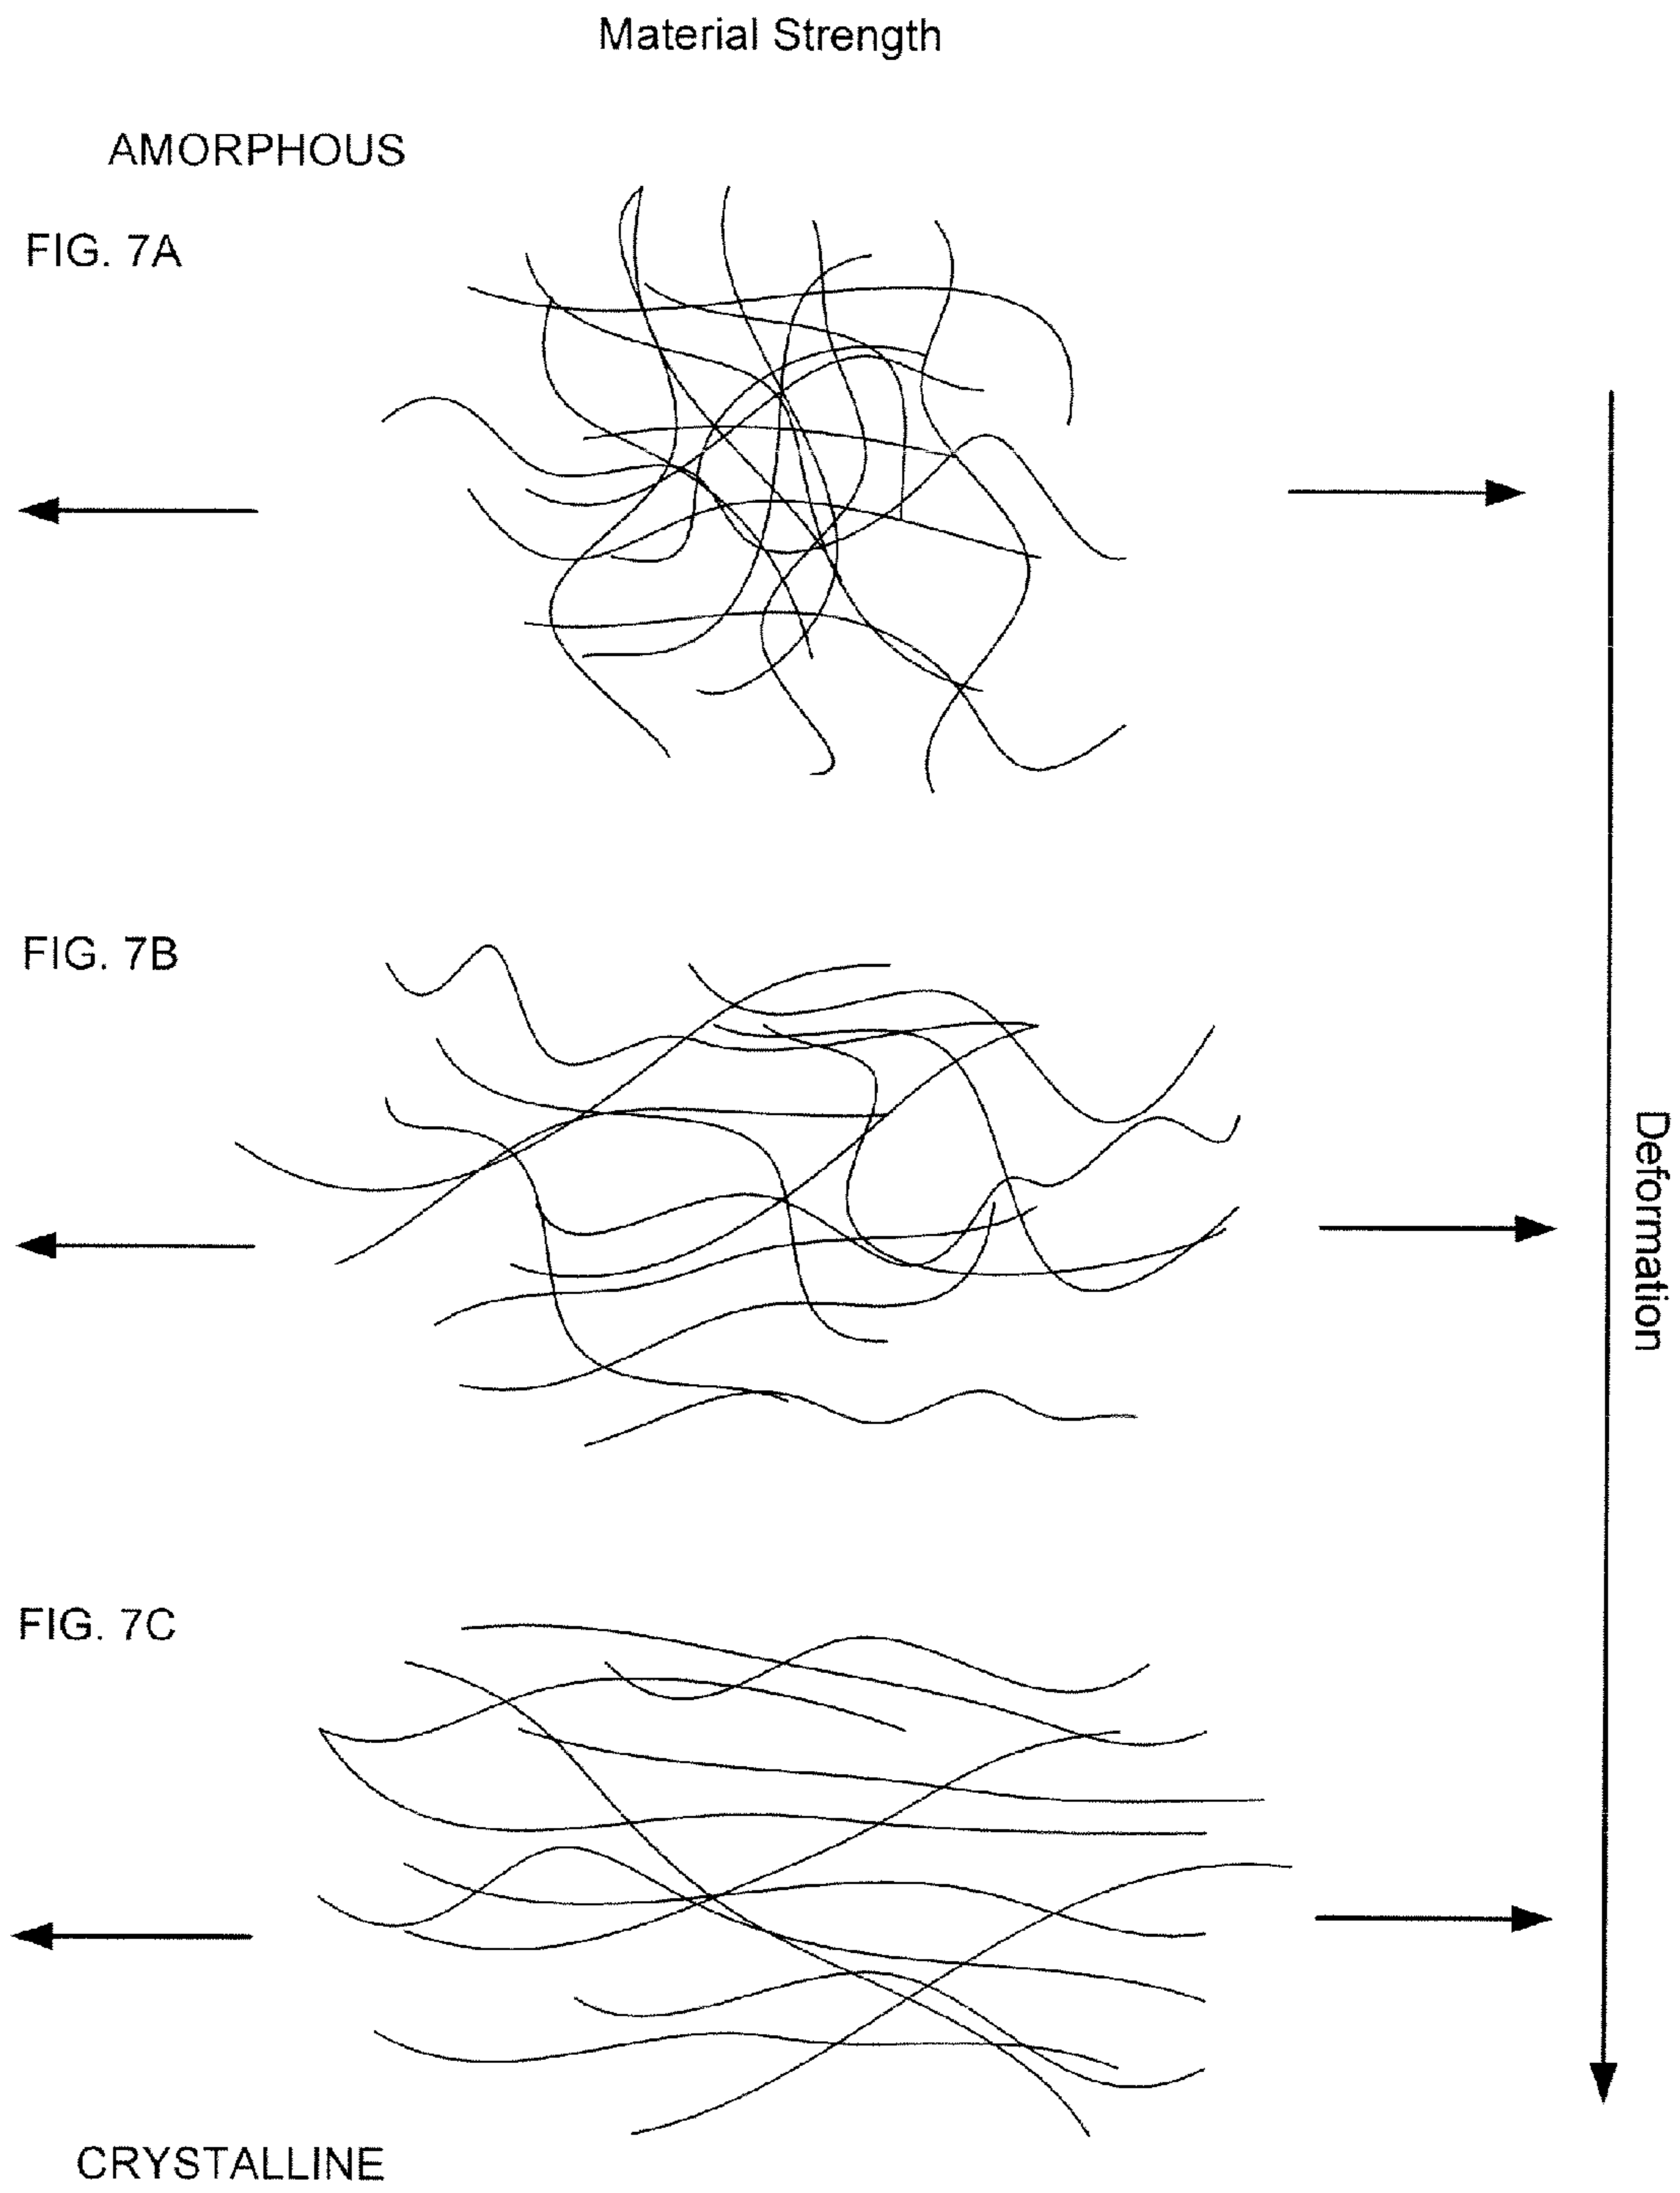 Material Strength
AMORPHOUS
FIG. 7A
FIG. 7B
Deformation
FIG. 7C
CRYSTALLINE